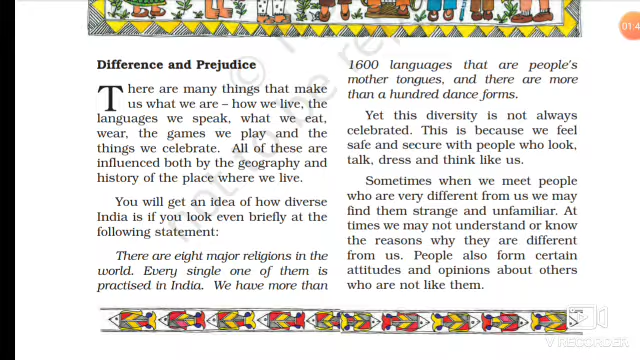 01:4
Difference and Prejudice
There are many things that make
us what we are – how we live, the
languages we speak, what we eat,
wear, the games we play and the
things we celebrate. All of these are
influenced both by the geography and
history of the place where we live.
You will get an idea of how diverse
India is if you look even briefly at the
following statement:
There are eight major religions in the
world. Every single one of them is
practised in India. We have more than
1600 languages that are people's
mother tongues, and there are more
than a hundred dance forms.
Yet this diversity is not always
celebrated. This is because we feel
safe and secure with people who look,
talk, dress and think like us.
Sometimes when we meet people
who are very different from us we may
find them strange and unfamiliar. At
times we may not understand or know
the reasons why they are different
from us. People also form certain
attitudes and opinions about others
who are not like them.
not to be re
V RECORDER